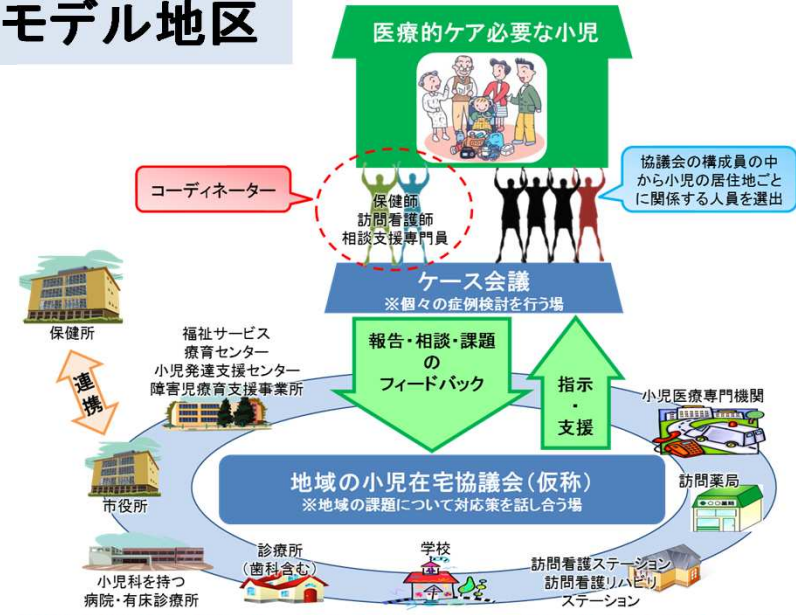 モデル地区
医療的ケア必要な小児
コーディネーター
保健師
訪問看護師
相談支援専門員
協議会の構成員の中
から小児の居住地ごと
に関係する人員を選出
ケース会議
※個々の症例検討を行う場
保健所
連携
福祉サービス
療育センター
小児発達支援センター
障害児療育支援事業所
報告・相談・課題
の
フィードバック
指示
・
支援
小児医療専門機関
訪問薬局
市役所
地域の小児在宅協議会(仮称)
※地域の課題について対応策を話し合う場
小児科を持つ
病院・有床診療所
診療所
(歯科含む)
学校
訪問看護ステーション
訪問看護リハビリ
ステーション